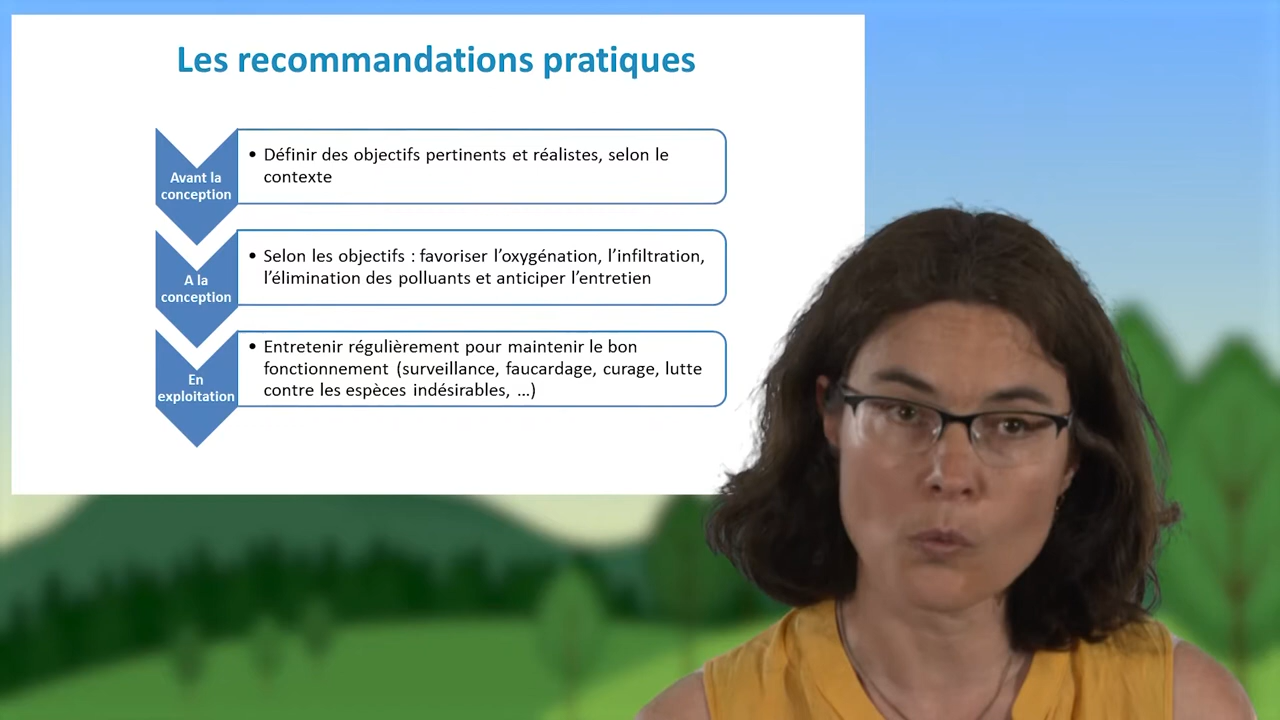 Les recommandations pratiques
Avant la
conception
• Définir des objectifs pertinents et réalistes, selon le
contexte
A la
conception
• Selon les objectifs : favoriser l'oxygénation, l'infiltration,
l'élimination des polluants et anticiper l'entretien
En
exploitation
• Entretenir régulièrement pour maintenir le bon
fonctionnement (surveillance, faucardage, curage, lutte
contre les espèces indésirables, ...)